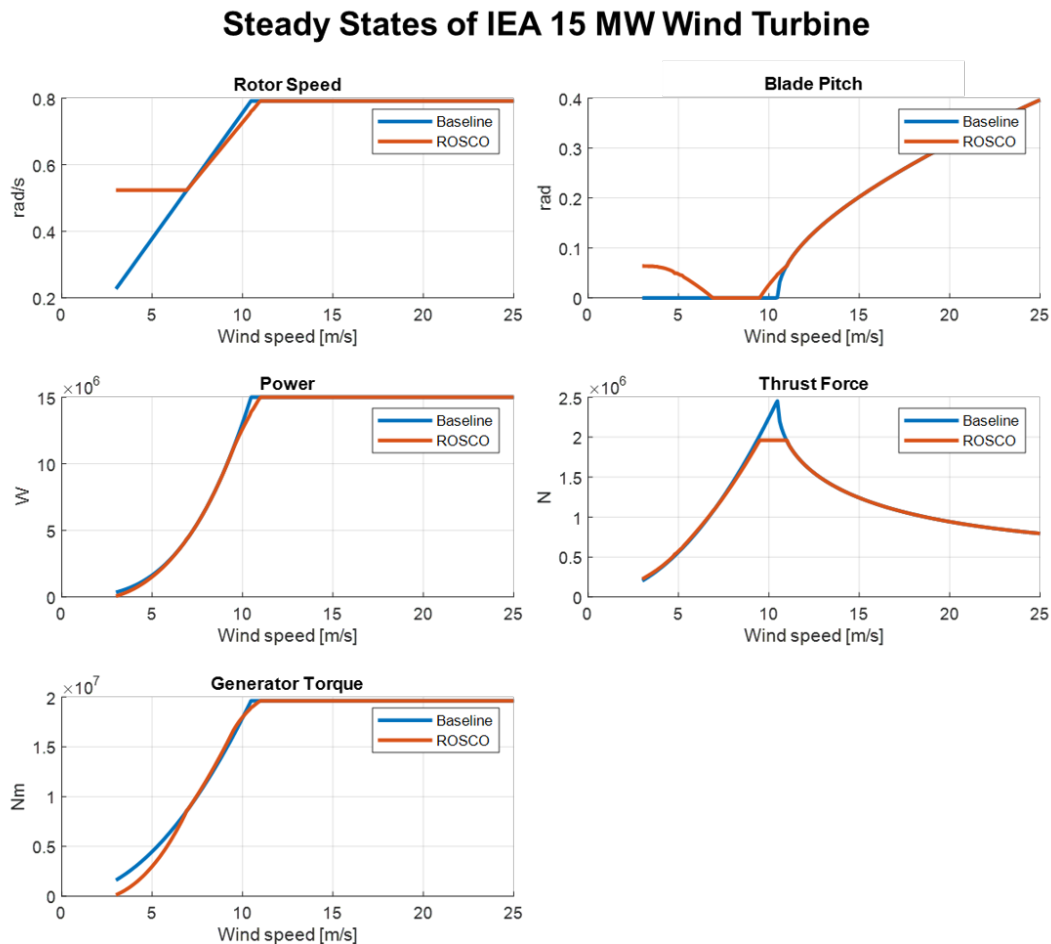 Steady States of IEA 15 MW Wind Turbine
Rotor Speed
0.8
0.6
0.4
0.2
rad/s
Baseline
ROSCO
0 5 10 15 20 25
Wind speed [m/s]
Blade Pitch
0.4
0.3
0.2
0.1
0
rad
Baseline
ROSCO
0 5 10 15 20 25
Wind speed [m/s]
Power
×10⁶
15
10
5
0
W
Baseline
ROSCO
0 5 10 15 20 25
Wind speed [m/s]
Thrust Force
×10⁶
2.5
2
1.5
1
0.5
0
N
Baseline
ROSCO
0 5 10 15 20 25
Wind speed [m/s]
Generator Torque
×10⁷
2
1.5
1
0.5
0
Nm
Baseline
ROSCO
0 5 10 15 20 25
Wind speed [m/s]